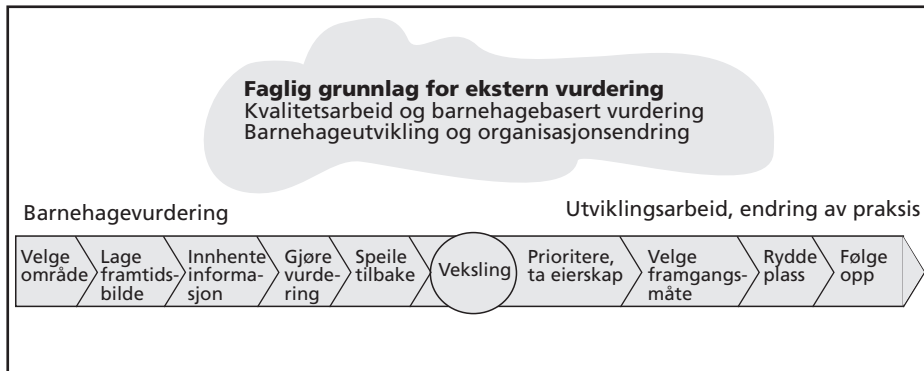 Faglig grunnlag for ekstern vurdering
Kvalitetsarbeid og barnehagebasert vurdering
Barnehageutvikling og organisasjonsendring
Barnehagevurdering
Utviklingsarbeid, endring av praksis
Velge
område
Lage
framtids-
bilde
Innhente
informa-
sjon
Gjøre
vurde-
ring
Speile
tilbake
Veksling
Prioritere,
ta eierskap
Velge
framgangs-
måte
Rydde
plass
Følge
opp